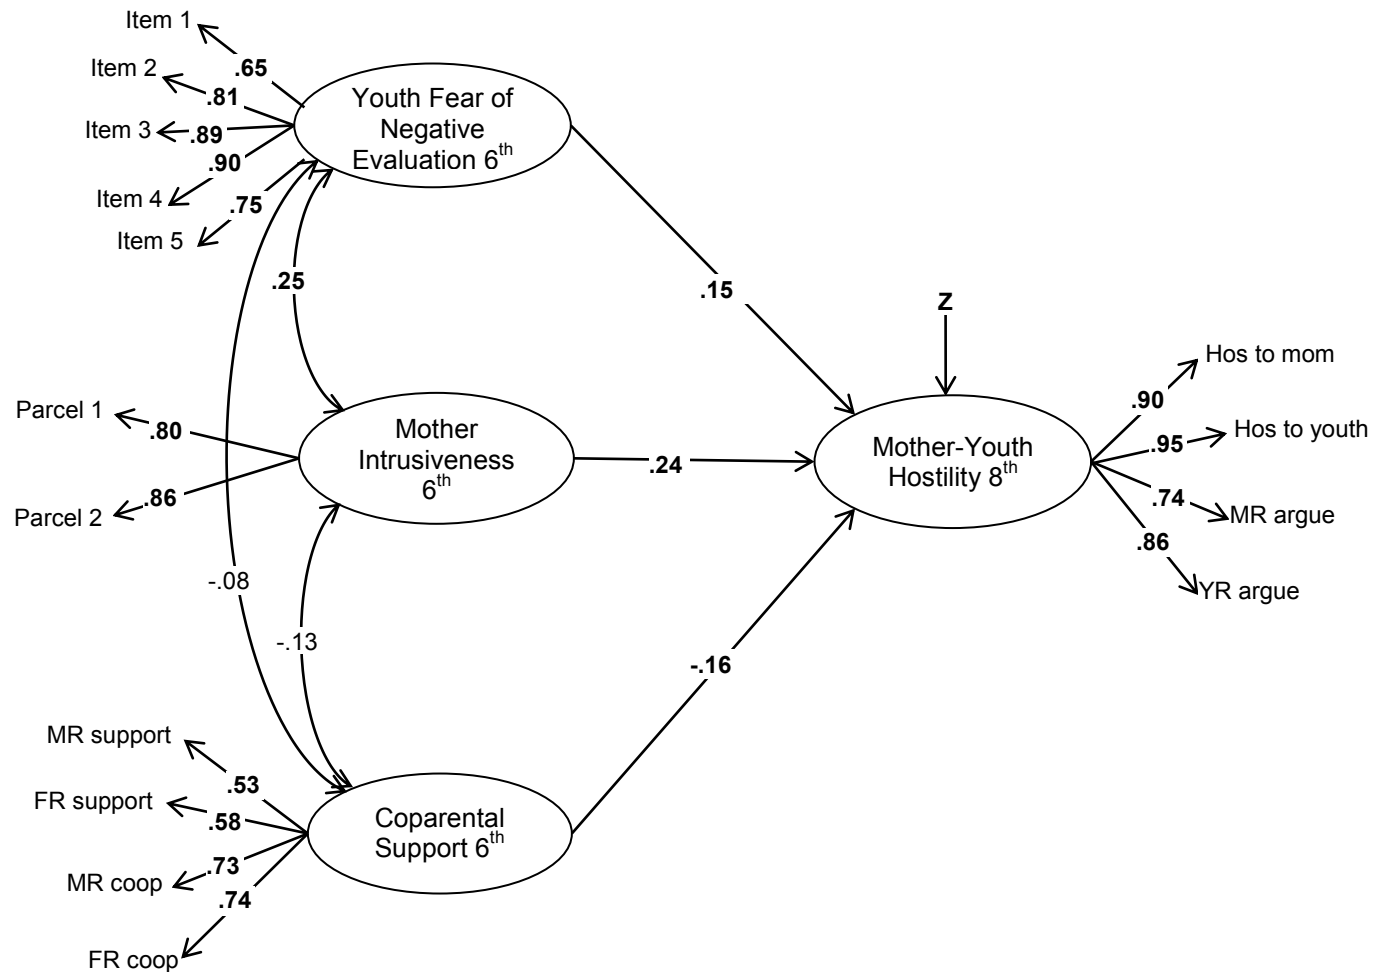 Item 1
.65
Item 2
.81
Item 3
.89
Item 4
.90
Item 5
.75
Youth Fear of
Negative
Evaluation 6th
.25
.15
Z
Parcel 1
.80
Parcel 2
.86
Mother
Intrusiveness
6th
.24
Mother-Youth
Hostility 8th
Hos to mom
.90
Hos to youth
.95
MR argue
.74
YR argue
.86
-.08
-.13
-.16
MR support
.53
FR support
.58
MR coop
.73
FR coop
.74
Coparental
Support 6th